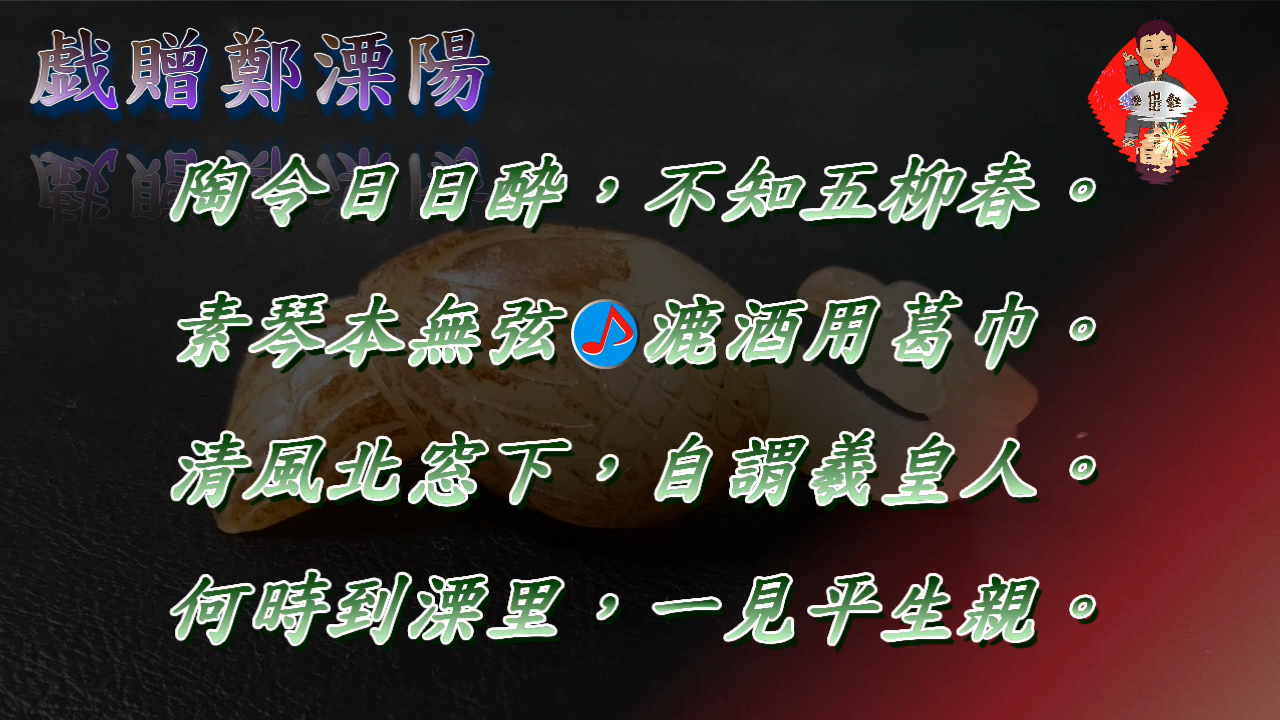 戲贈鄭溧陽
陶令日日醉，不知五柳春。
素琴本無弦 漉酒用葛巾。
清風北窓下，自謂羲皇人。
何時到溧里，一見平生親。